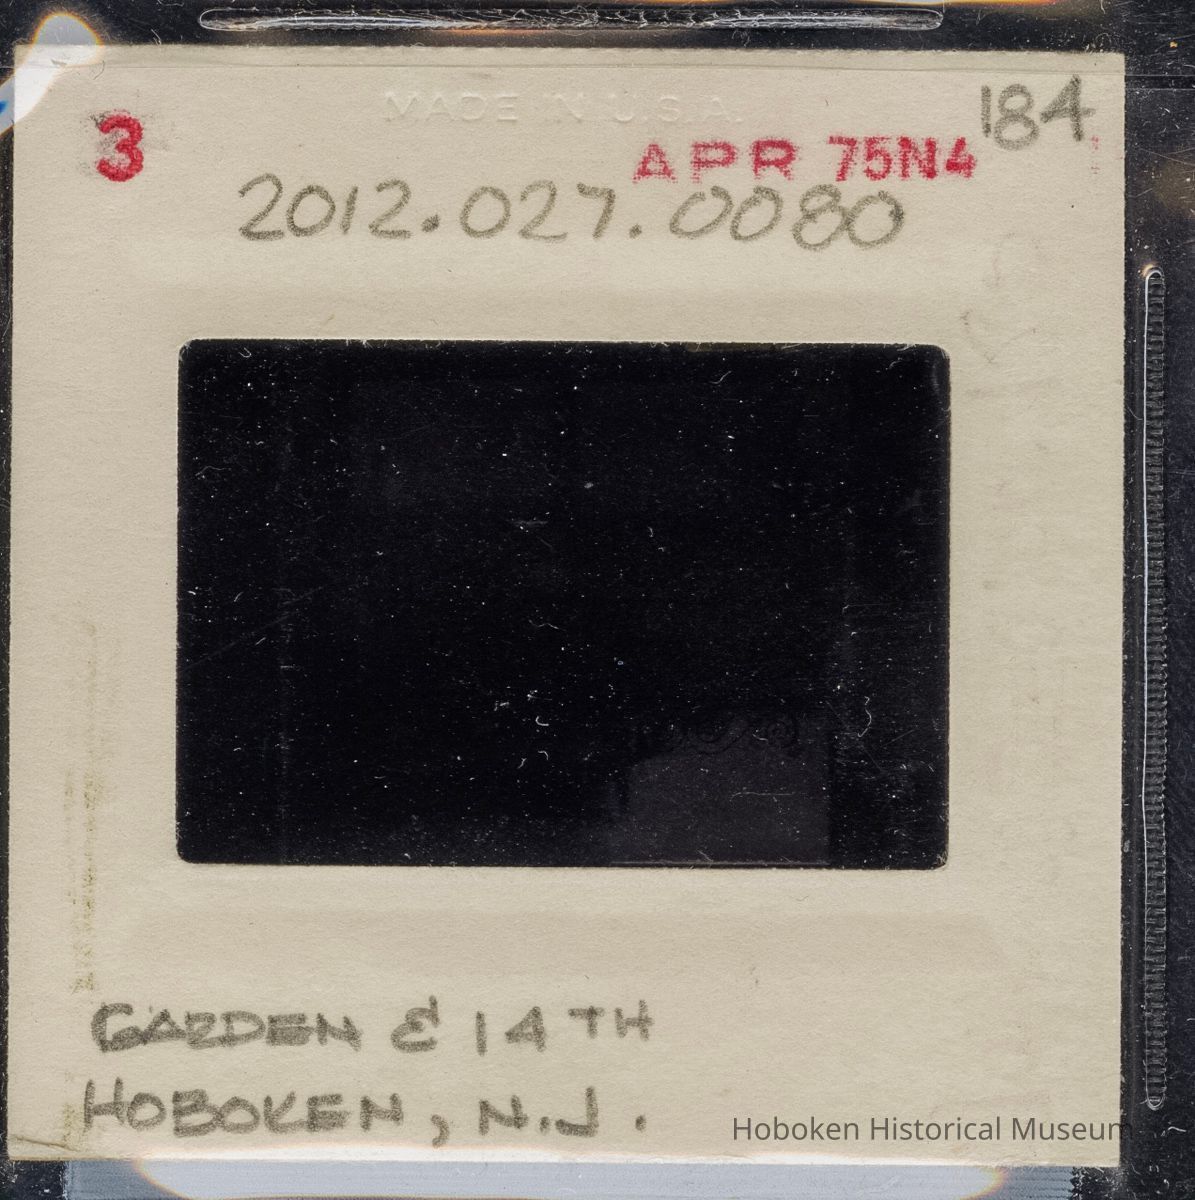 MADE IN U.S.A.
184
3
APR 75N4
2012.027.0080
GARDEN & 14TH
HOBOKEN, N.J.
Hoboken Historical Museum